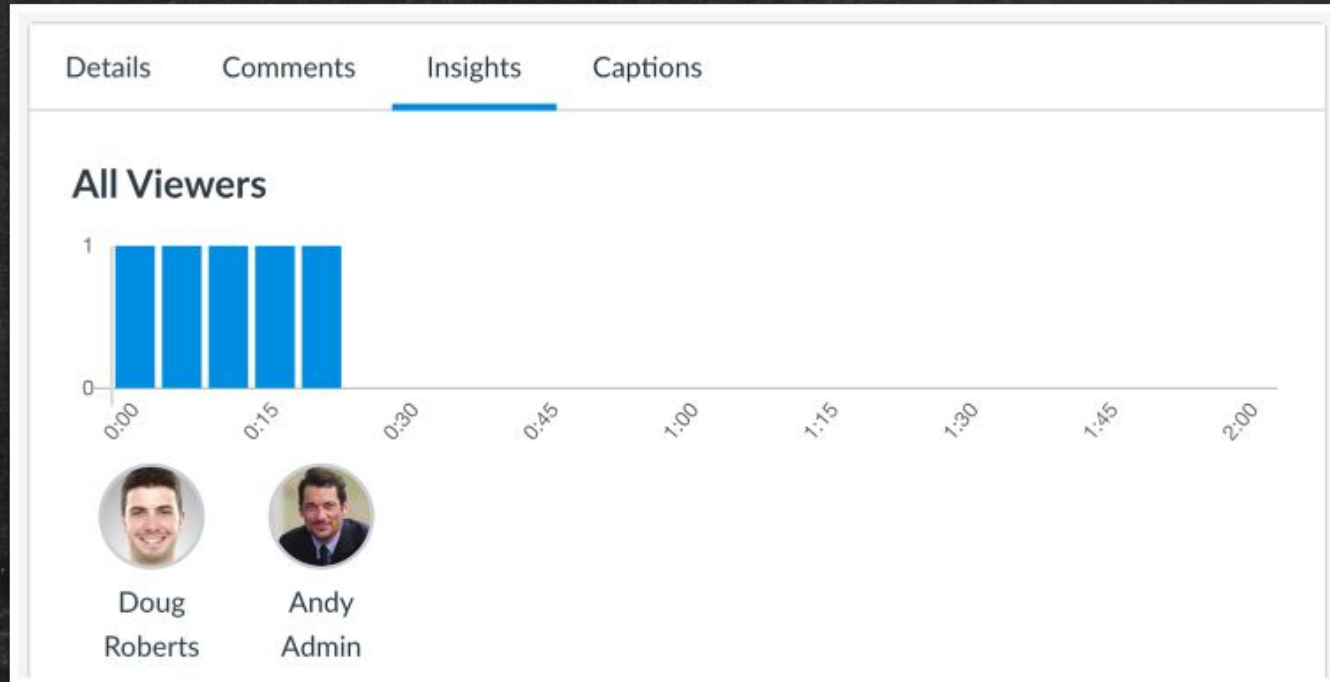 Details Comments Insights Captions
All Viewers
1
0
0:00 0:15 0:30 0:45 1:00 1:15 1:30 1:45 2:00
Doug Andy
Roberts Admin